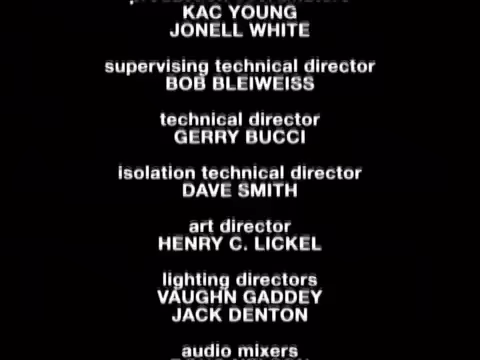 KAC YOUNG
JONELL WHITE
supervising technical director
BOB BLEIWEISS
technical director
GERRY BUCCI
isolation technical director
DAVE SMITH
art director
HENRY C. LICKEL
lighting directors
VAUGHN GADDEY
JACK DENTON
audio mixers